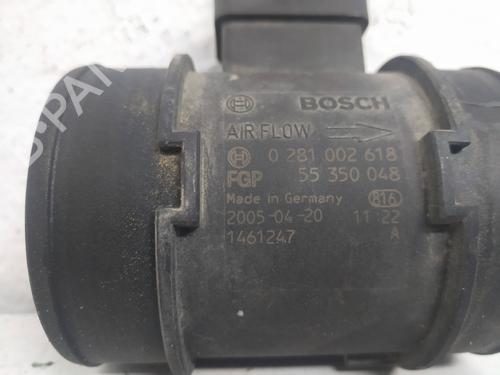 BOSCH
AIR FLOW
0 281 002 618
FGP 55 350 048
Made in Germany 816
2005-04-20 11:22
1461247 A